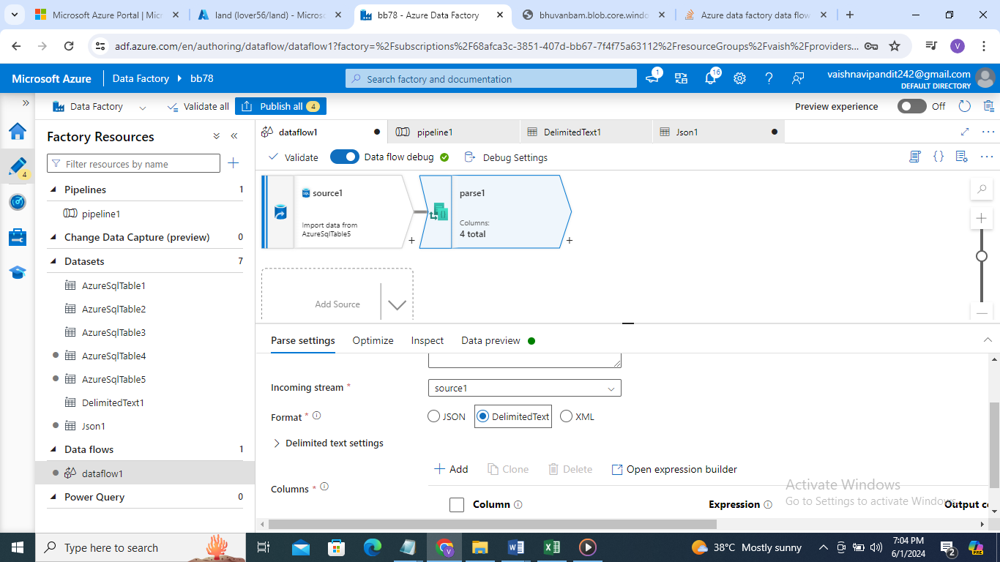 Microsoft Azure Portal | Micr
land (lover56/land) - Microso
bb78 - Azure Data Factory
bhuvanbam.blob.core.windo
Azure data factory data flow
adf.azure.com/en/authoring/dataflow/dataflow1?factory=%2Fsubscriptions%2F68afca3c-3851-407d-bb67-7f4f75a63112%2FresourceGroups%2Fvaish%2Fproviders...
V
Microsoft Azure
Data Factory
bb78
Search factory and documentation
1
16
vaishnavipandit242@gmail.com
DEFAULT DIRECTORY
Data Factory
Validate all
Publish all
4
Preview experience
Off
Factory Resources
dataflow1
pipeline1
DelimitedText1
Json1
Filter resources by name
Validate
Data flow debug
Debug Settings
4
Pipelines
1
pipeline1
Change Data Capture (preview)
0
Datasets
7
AzureSqlTable1
AzureSqlTable2
AzureSqlTable3
AzureSqlTable4
AzureSqlTable5
DelimitedText1
Json1
Data flows
1
dataflow1
Power Query
0
SQL
source1
Import data from
AzureSqlTable5
parse1
Columns:
4 total
Add Source
Parse settings
Optimize
Inspect
Data preview
Incoming stream *
source1
Format *
JSON
DelimitedText
XML
Delimited text settings
Add
Clone
Delete
Open expression builder
Columns *
Column
Expression
Output c
Activate Windows
Go to Settings to activate Windows.
Type here to search
V
38°C Mostly sunny
7:04 PM
6/1/2024
2
PRE